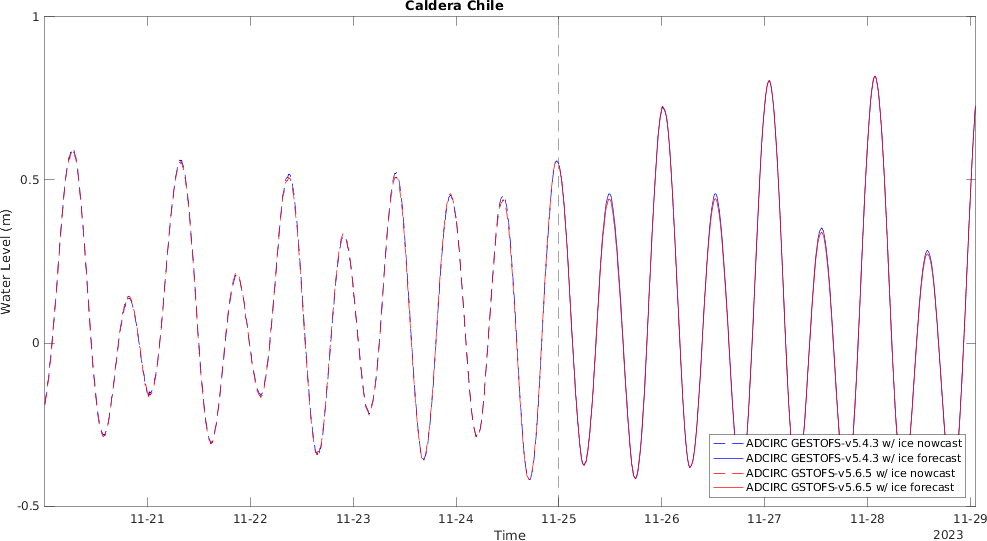 Caldera Chile
1
0.5
0
-0.5
Water Level (m)
ADCIRC GESTOFS-v5.4.3 w/ ice nowcast
ADCIRC GESTOFS-v5.4.3 w/ ice forecast
ADCIRC GSTOFS-v5.6.5 w/ ice nowcast
ADCIRC GSTOFS-v5.6.5 w/ ice forecast
11-21 11-22 11-23 11-24 11-25 11-26 11-27 11-28 11-29
Time
2023